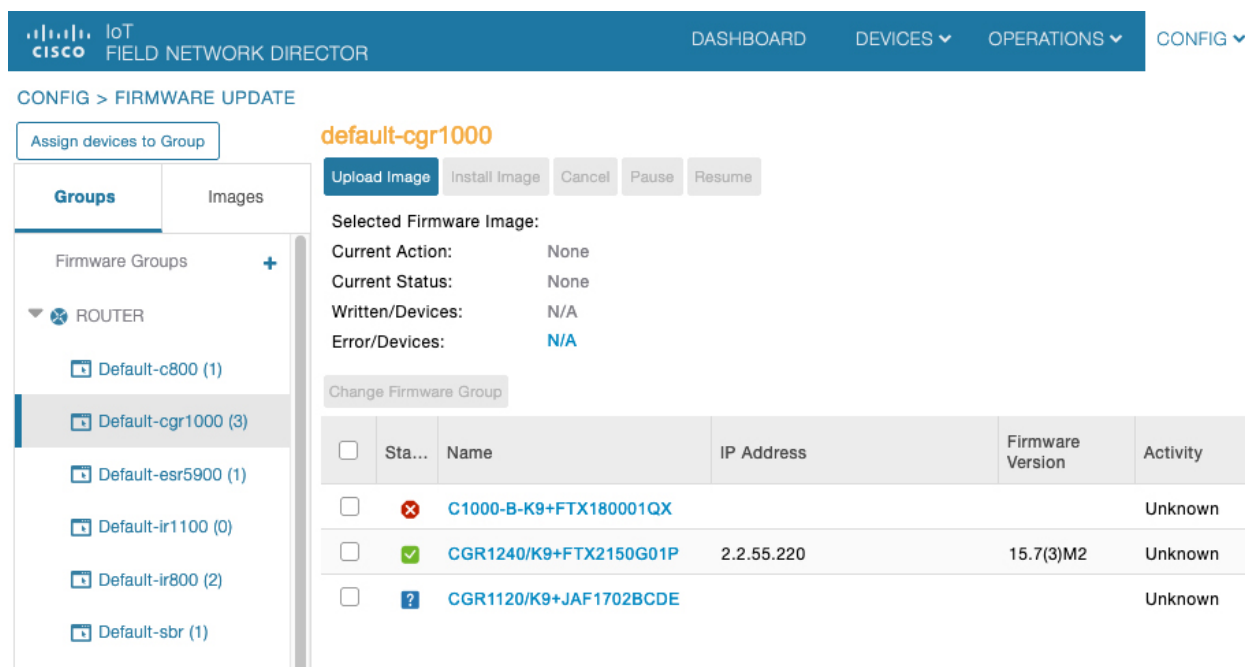 IoT
CISCO FIELD NETWORK DIRECTOR
DASHBOARD DEVICES OPERATIONS CONFIG
CONFIG > FIRMWARE UPDATE
Assign devices to Group
Groups Images
Firmware Groups +
ROUTER
Default-c800 (1)
Default-cgr1000 (3)
Default-esr5900 (1)
Default-ir1100 (0)
Default-ir800 (2)
Default-sbr (1)
default-cgr1000
Upload Image Install Image Cancel Pause Resume
Selected Firmware Image:
Current Action: None
Current Status: None
Written/Devices: N/A
Error/Devices: N/A
Change Firmware Group
Sta... Name IP Address Firmware Version Activity
C1000-B-K9+FTX180001QX Unknown
CGR1240/K9+FTX2150G01P 2.2.55.220 15.7(3)M2 Unknown
? CGR1120/K9+JAF1702BCDE Unknown